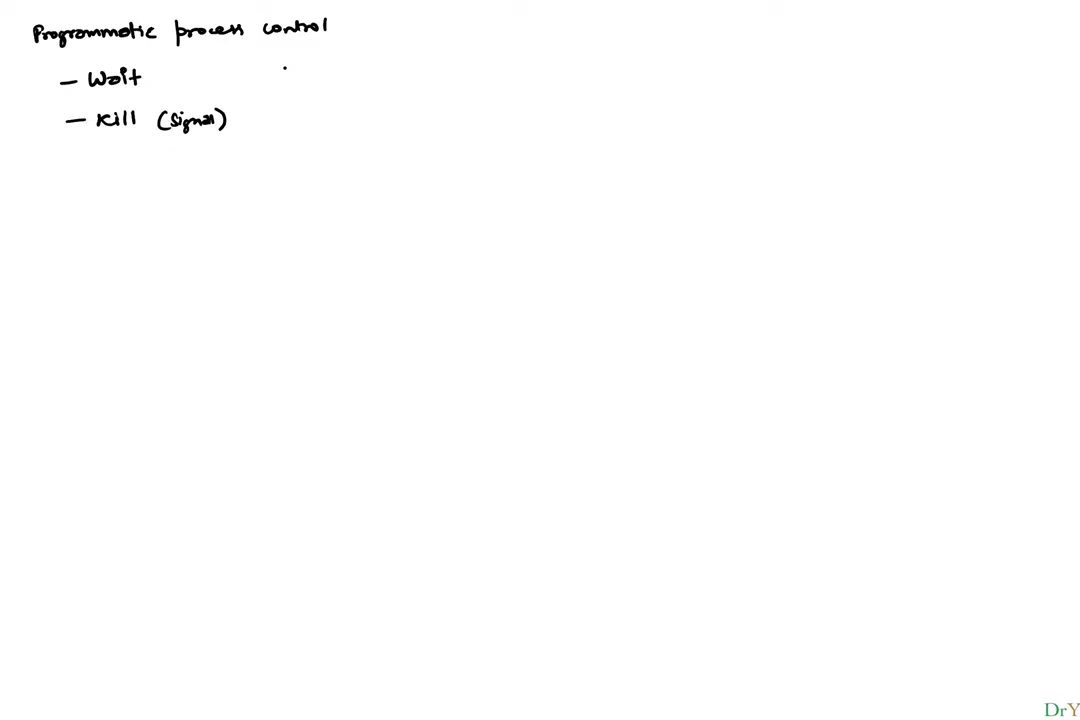 Programmatic process control
- Wait
- Kill (Signal)
DrY